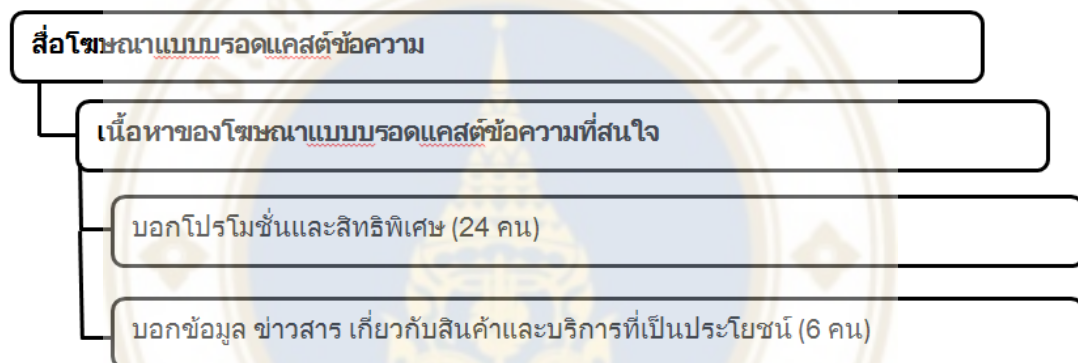 สื่อโฆษณาแบบบรอดแคสต์ข้อความ
เนื้อหาของโฆษณาแบบบรอดแคสต์ข้อความที่สนใจ
บอกโปรโมชั่นและสิทธิพิเศษ (24 คน)
บอกข้อมูล ข่าวสาร เกี่ยวกับสินค้าและบริการที่เป็นประโยชน์ (6 คน)